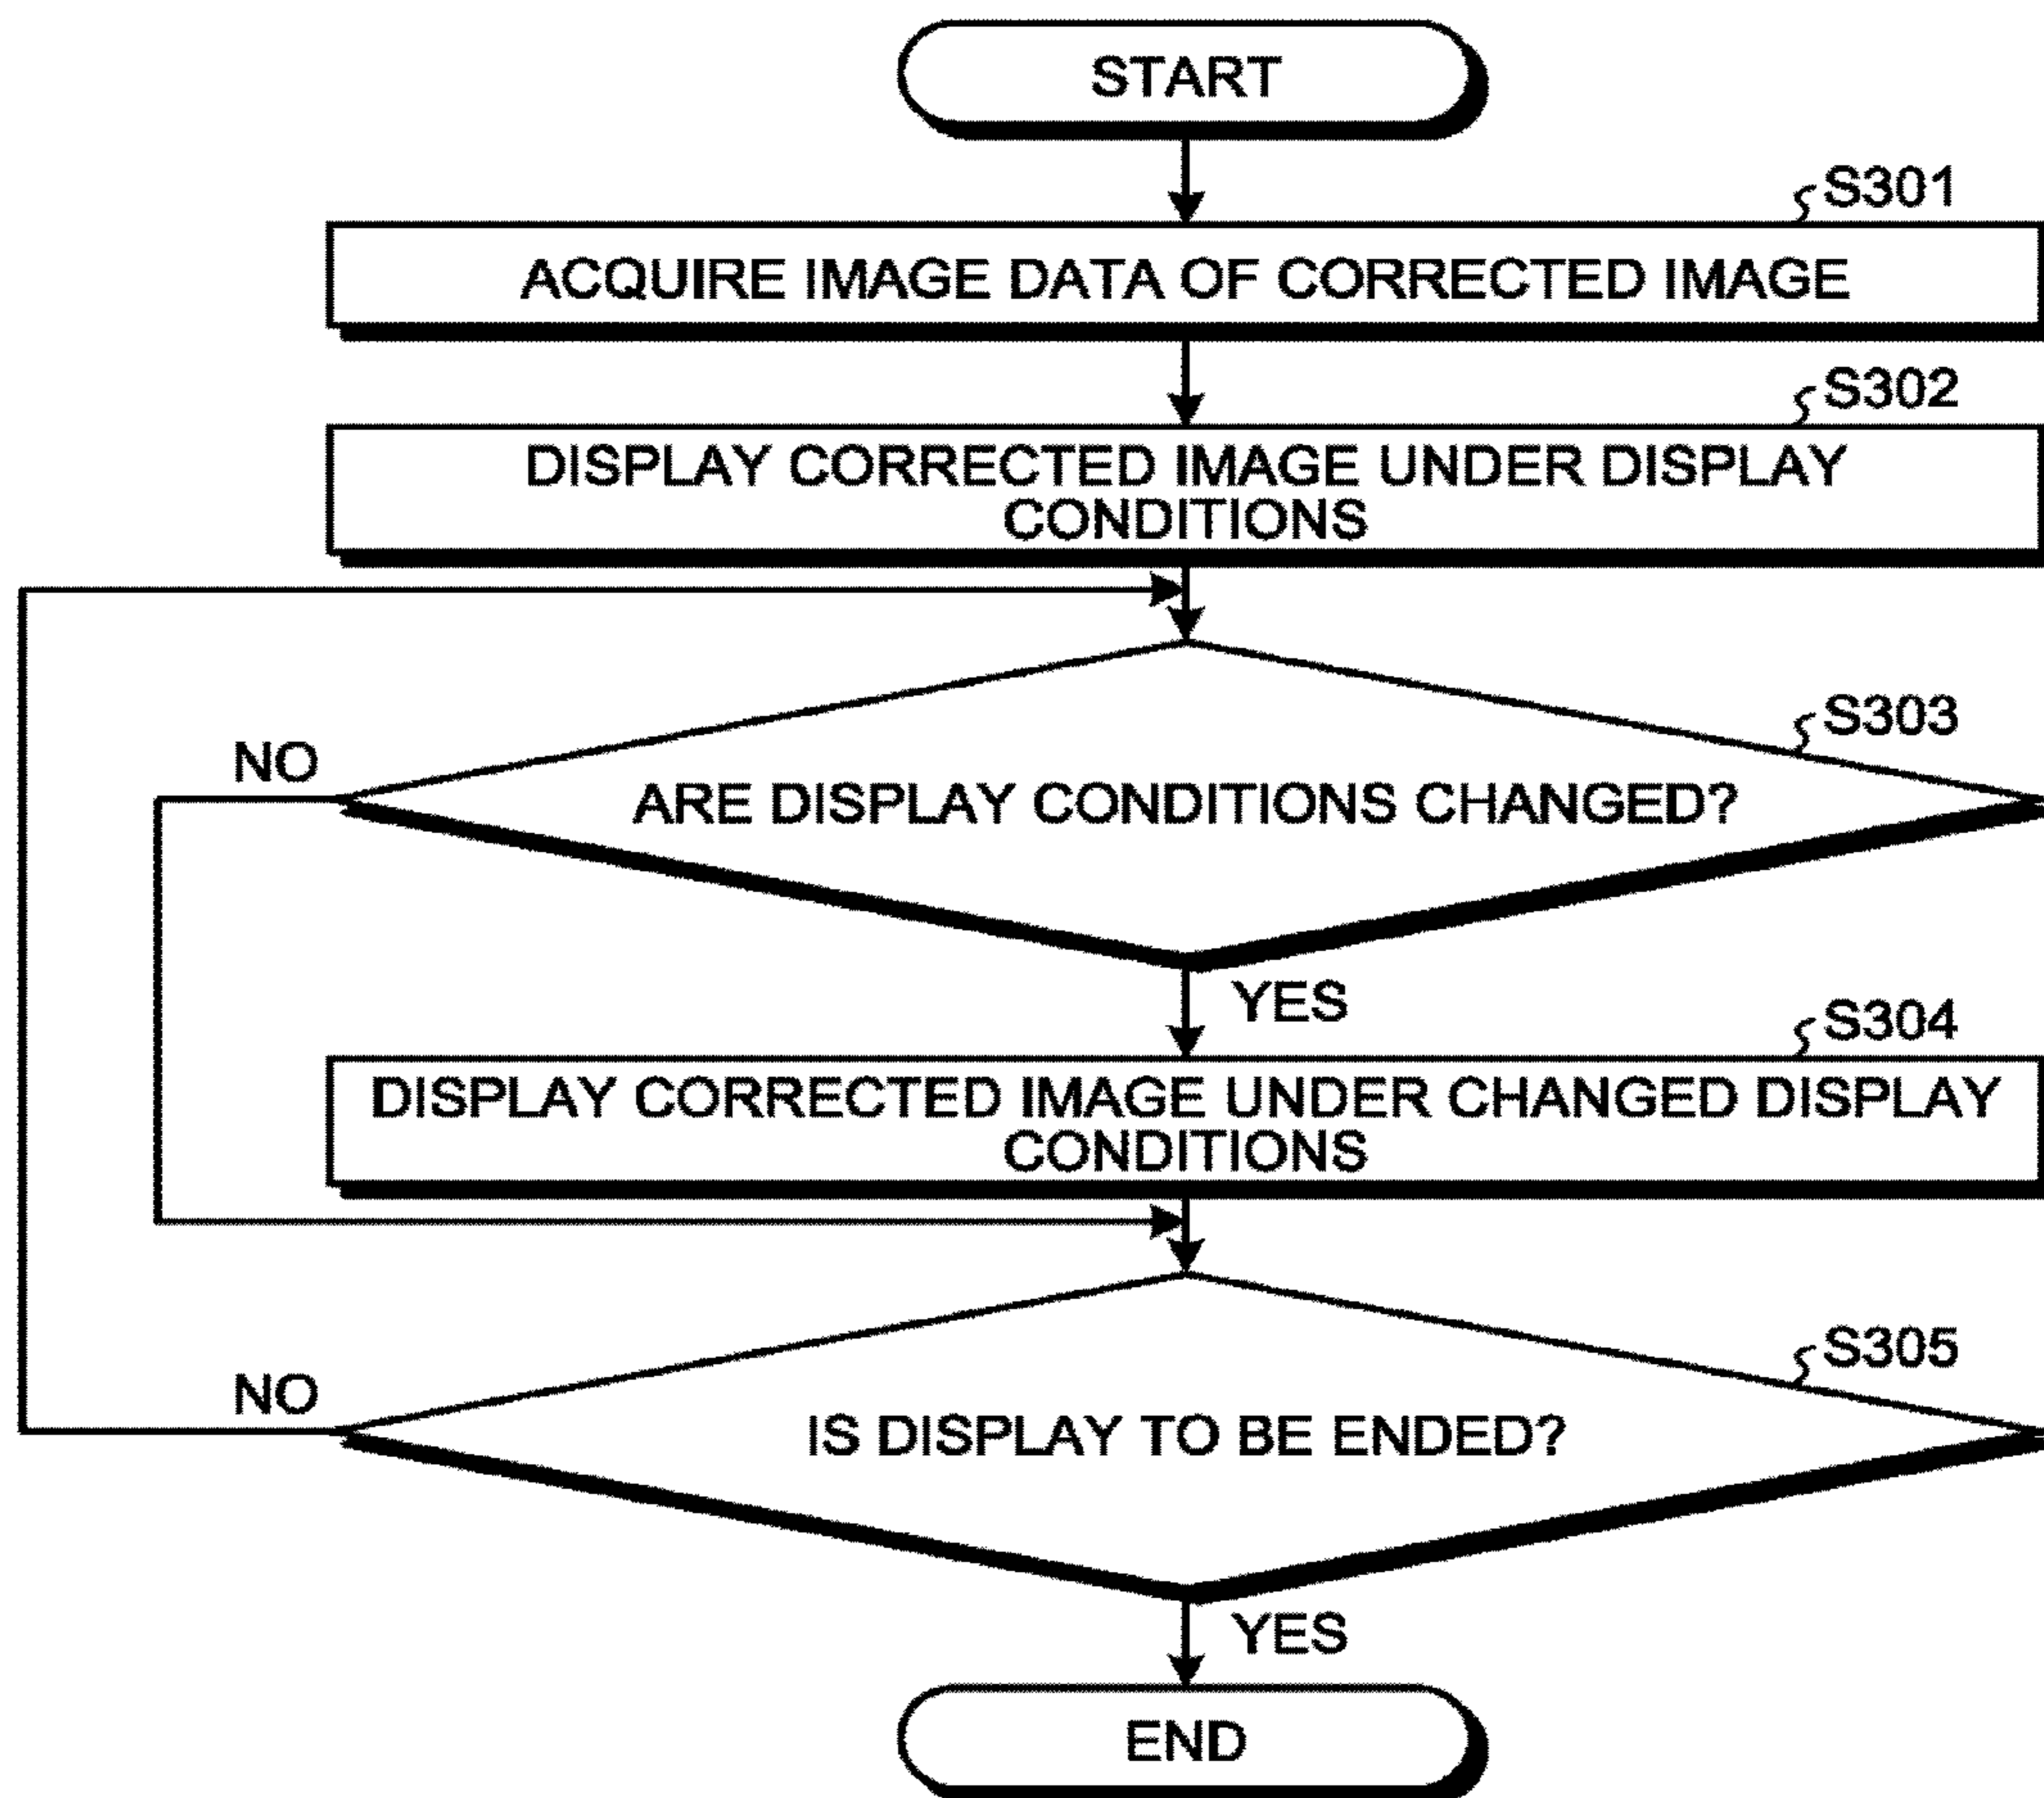 START
S301
ACQUIRE IMAGE DATA OF CORRECTED IMAGE
S302
DISPLAY CORRECTED IMAGE UNDER DISPLAY
CONDITIONS
S303
NO
ARE DISPLAY CONDITIONS CHANGED?
YES
S304
DISPLAY CORRECTED IMAGE UNDER CHANGED DISPLAY
CONDITIONS
S305
NO
IS DISPLAY TO BE ENDED?
YES
END